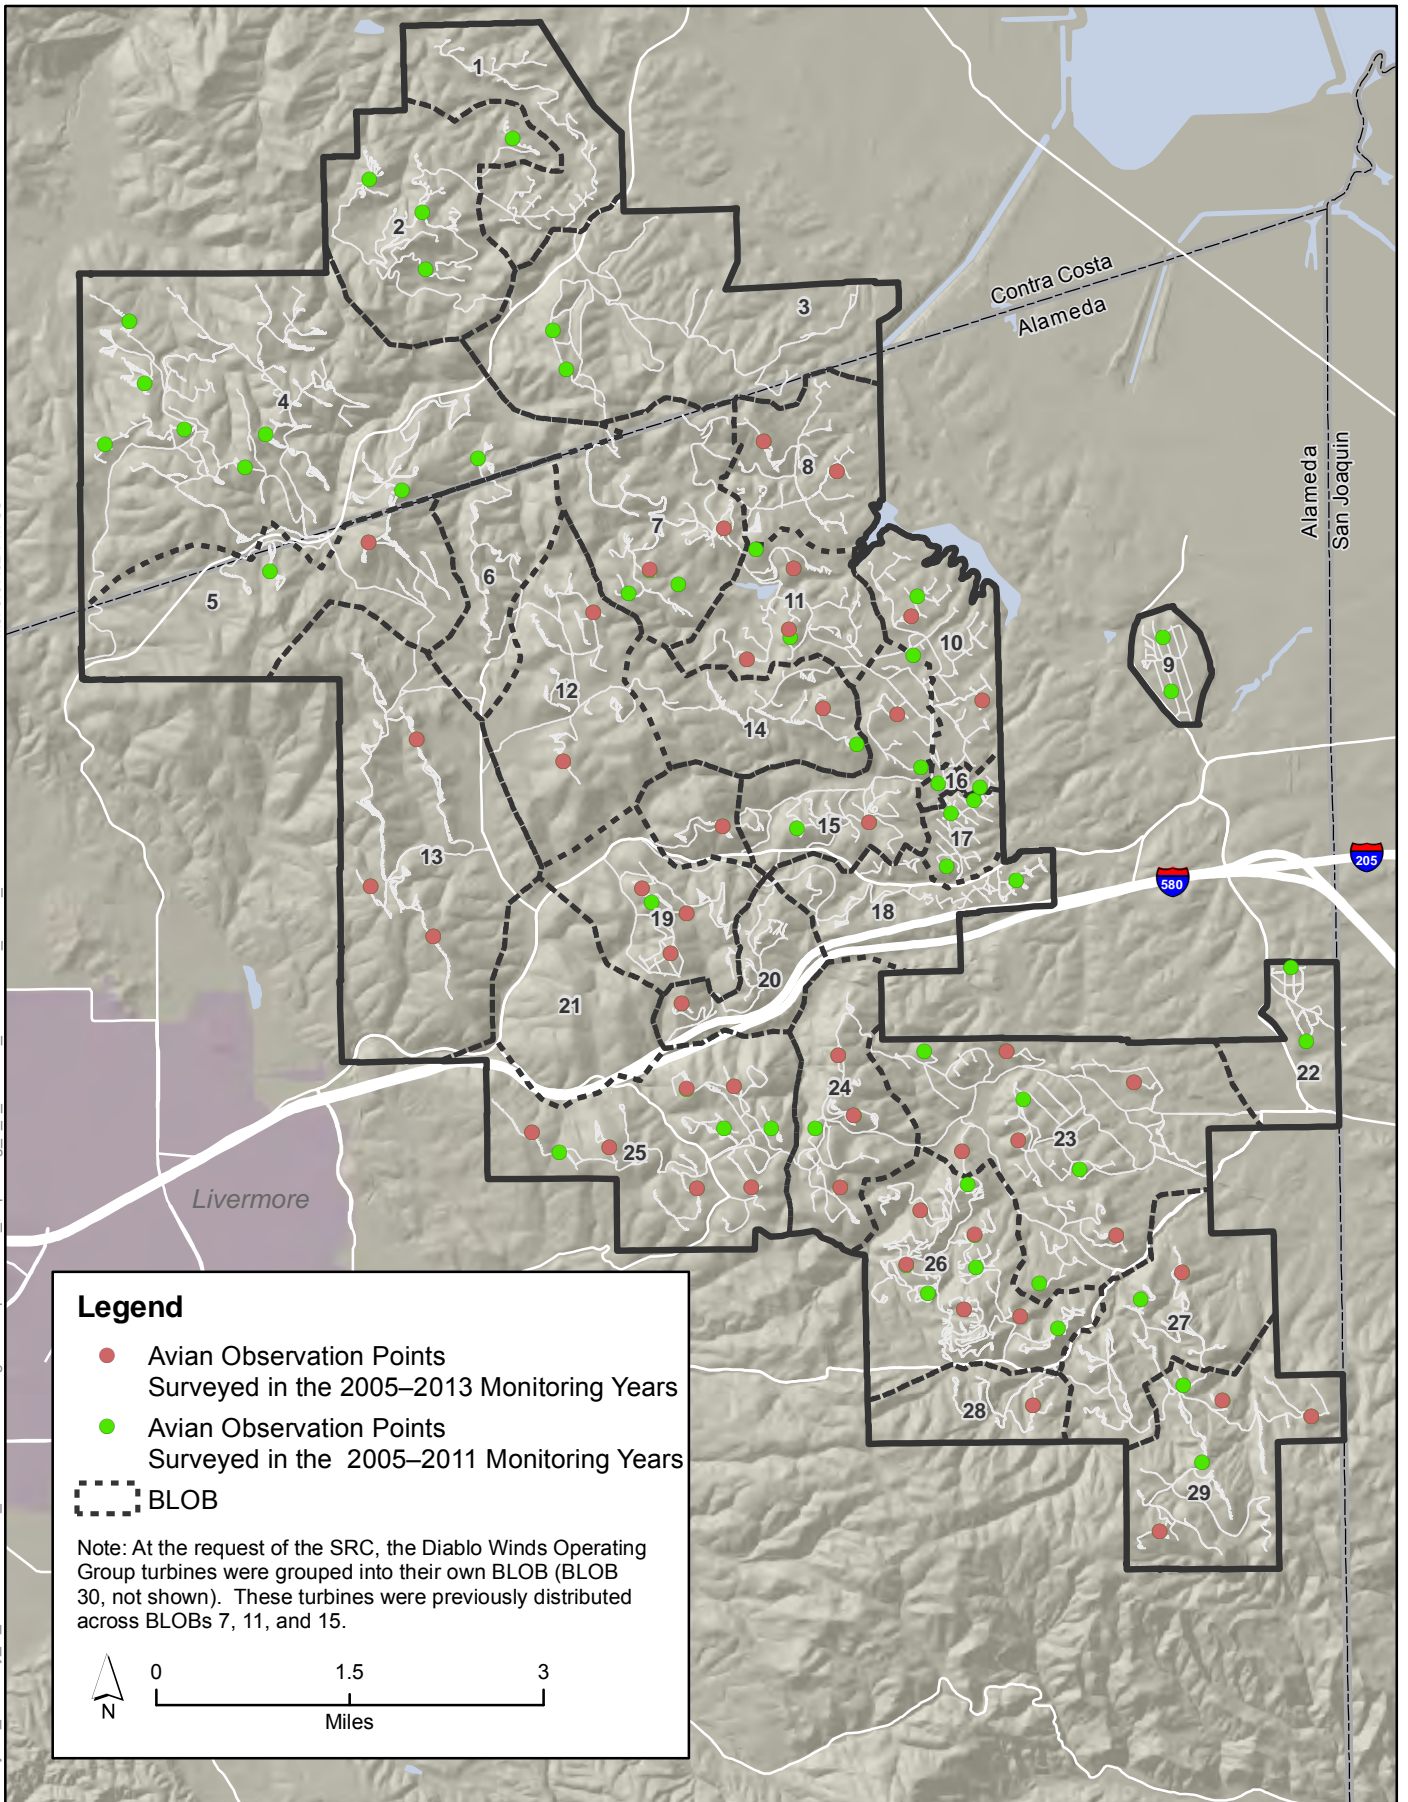 1
2
3
Contra Costa
Alameda
4
Alameda
San Joaquin
8
7
6
5
11
10
9
12
14
16
15
17
13
18
19
20
21
22
24
23
25
Livermore
26
27
28
29
580
205
Legend
Avian Observation Points
Surveyed in the 2005–2013 Monitoring Years
Avian Observation Points
Surveyed in the 2005–2011 Monitoring Years
BLOB
Note: At the request of the SRC, the Diablo Winds Operating
Group turbines were grouped into their own BLOB (BLOB
30, not shown). These turbines were previously distributed
across BLOBs 7, 11, and 15.
N
0 1.5 3
Miles